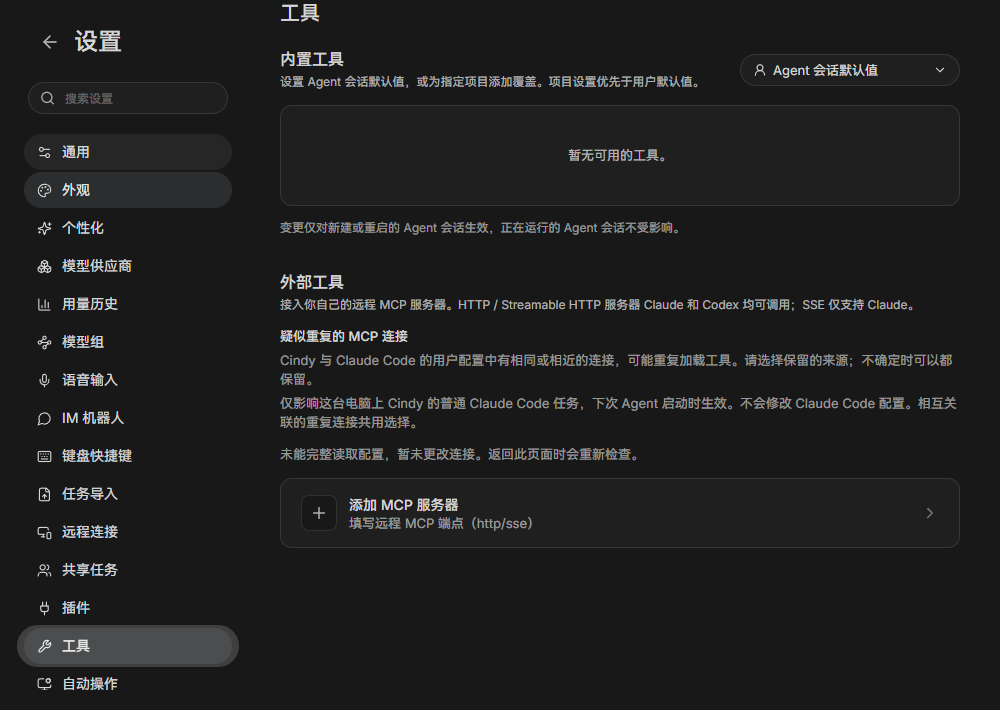 设置
搜索设置
通用
外观
个性化
模型供应商
用量历史
模型组
语音输入
IM 机器人
键盘快捷键
任务导入
远程连接
共享任务
插件
工具
自动操作
工具
内置工具
设置 Agent 会话默认值，或为指定项目添加覆盖。项目设置优先于用户默认值。
Agent 会话默认值
暂无可用的工具。
变更仅对新建或重启的 Agent 会话生效，正在运行的 Agent 会话不受影响。
外部工具
接入你自己的远程 MCP 服务器。HTTP / Streamable HTTP 服务器 Claude 和 Codex 均可调用；SSE 仅支持 Claude。
疑似重复的 MCP 连接
Cindy 与 Claude Code 的用户配置中有相同或相近的连接，可能重复加载工具。请选择保留的来源；不确定时可以都
保留。
仅影响这台电脑上 Cindy 的普通 Claude Code 任务，下次 Agent 启动时生效。不会修改 Claude Code 配置。相互关
联的重复连接共用选择。
未能完整读取配置，暂未更改连接。返回此页面时会重新检查。
添加 MCP 服务器
填写远程 MCP 端点（http/sse）